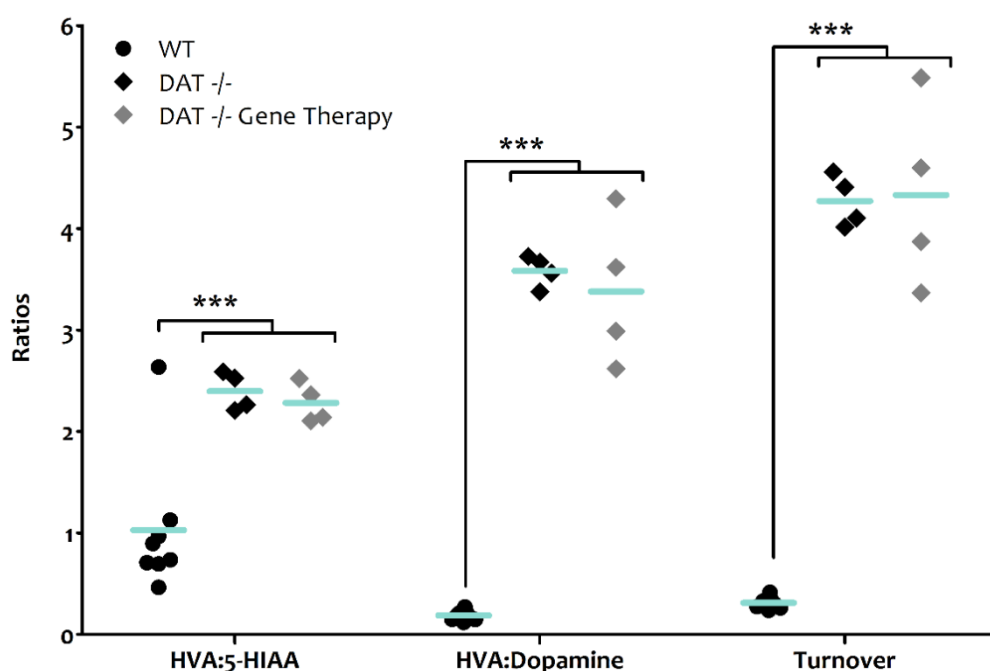 6
WT
DAT -/-
DAT -/- Gene Therapy
***
5
***
4
Ratios
***
3
2
1
0
HVA:5-HIAA HVA:Dopamine Turnover